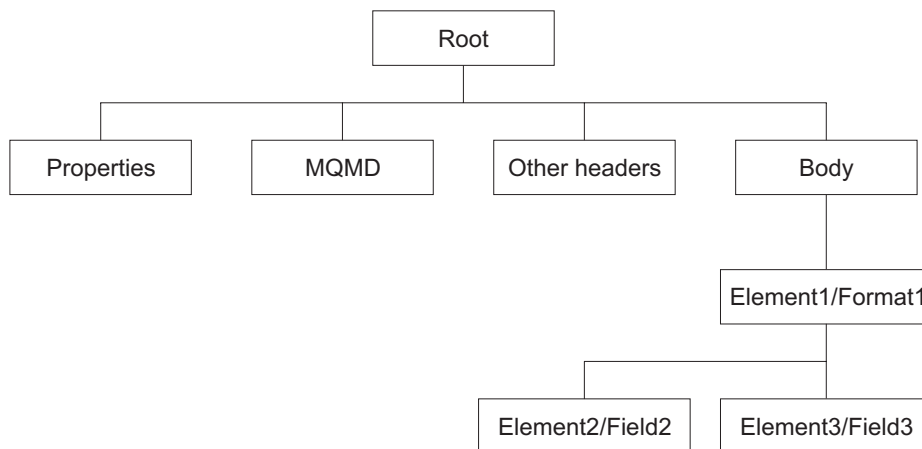 Root
Properties
MQMD
Other headers
Body
Element1/Format1
Element2/Field2
Element3/Field3